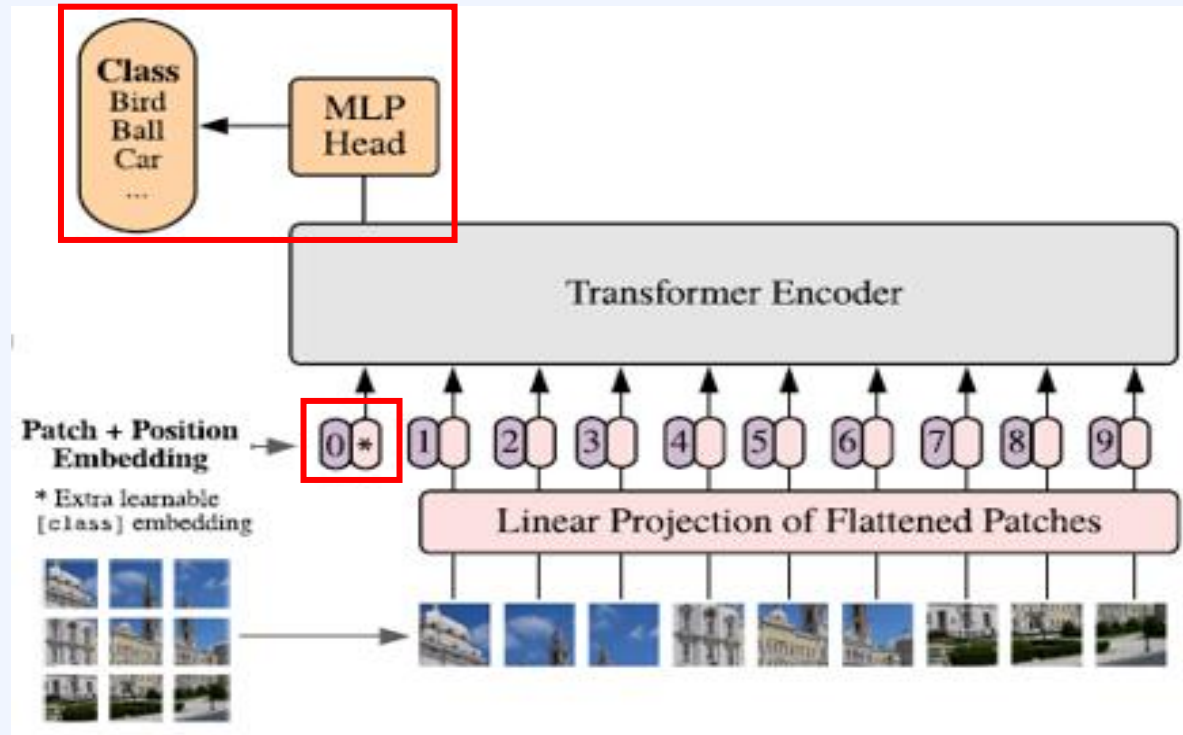 Class
Bird
Ball
Car
...
MLP
Head
Transformer Encoder
Patch + Position
Embedding
0 * 1 2 3 4 5 6 7 8 9
* Extra learnable
[class] embedding
Linear Projection of Flattened Patches